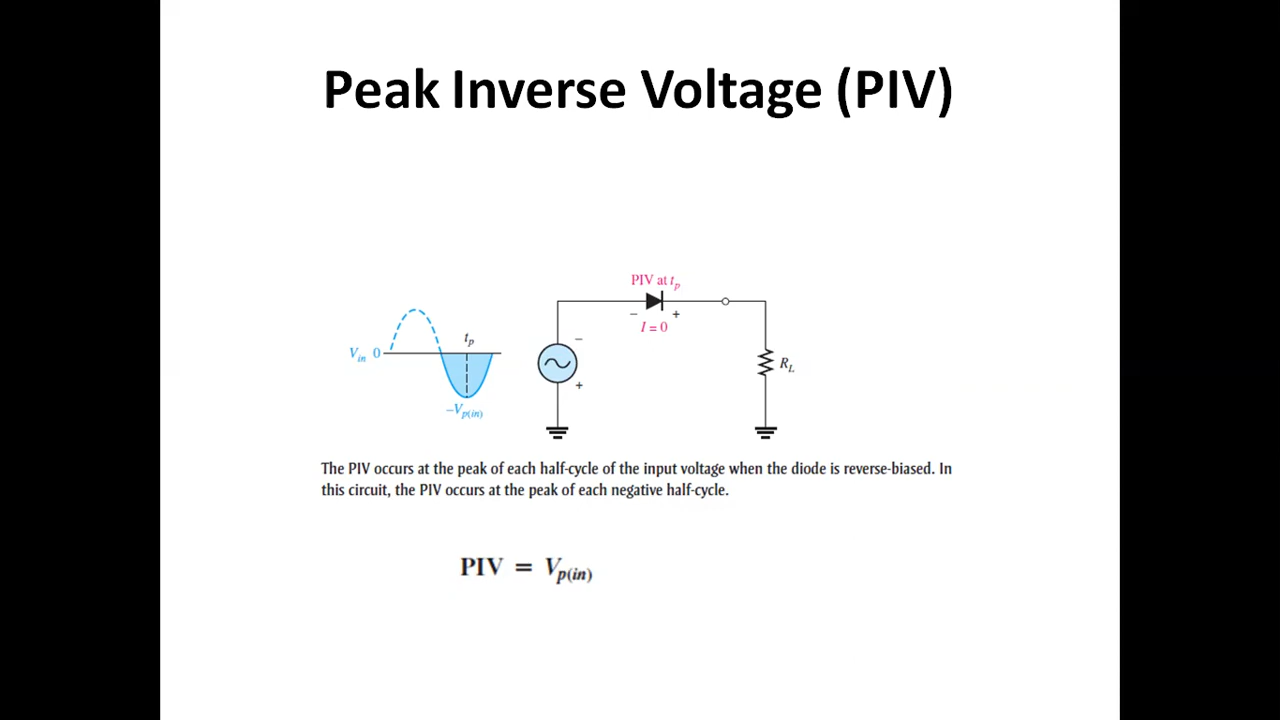 Peak Inverse Voltage (PIV)
PIV at tp
− +
I = 0
Vin 0
tp
−Vp(in)
−
+
RL
The PIV occurs at the peak of each half-cycle of the input voltage when the diode is reverse-biased. In
this circuit, the PIV occurs at the peak of each negative half-cycle.
PIV = Vp(in)